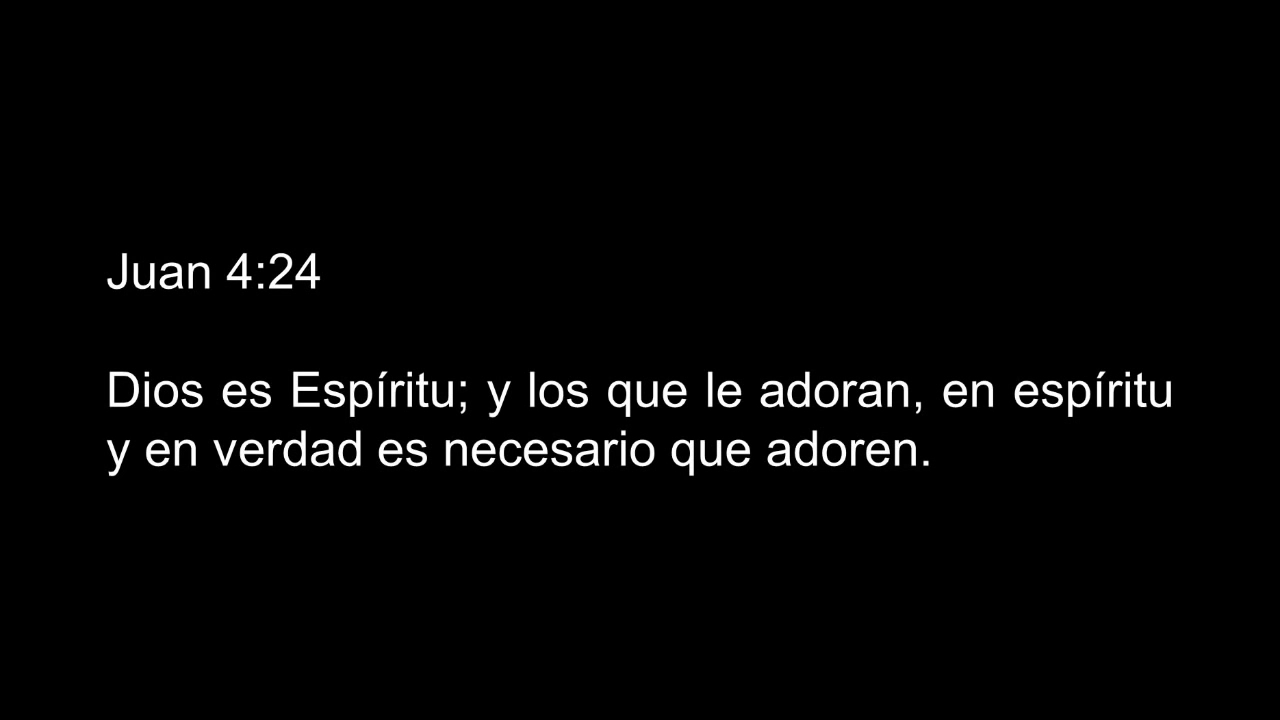 Juan 4:24
Dios es Espíritu; y los que le adoran, en espíritu
y en verdad es necesario que adoren.